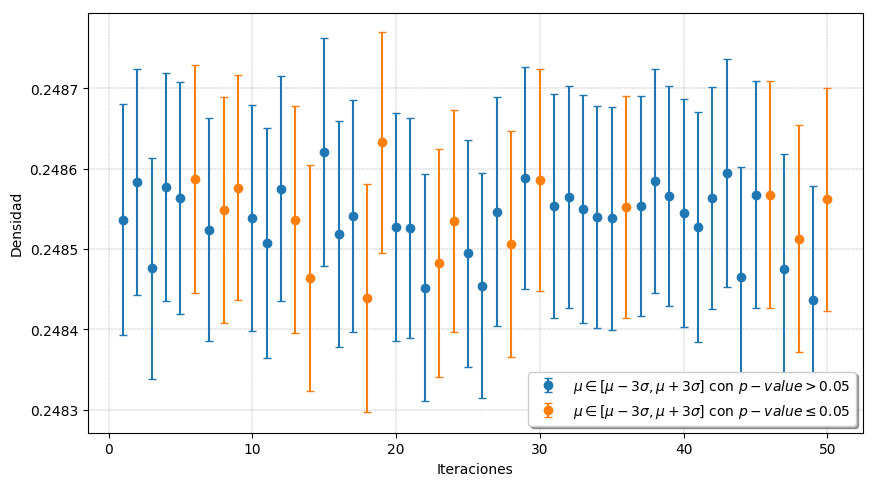 Densidad
0.2487
0.2486
0.2485
0.2484
0.2483
0 10 20 30 40 50
Iteraciones
μ ∈ [μ − 3σ, μ + 3σ] con p − value > 0.05
μ ∈ [μ − 3σ, μ + 3σ] con p − value ≤ 0.05